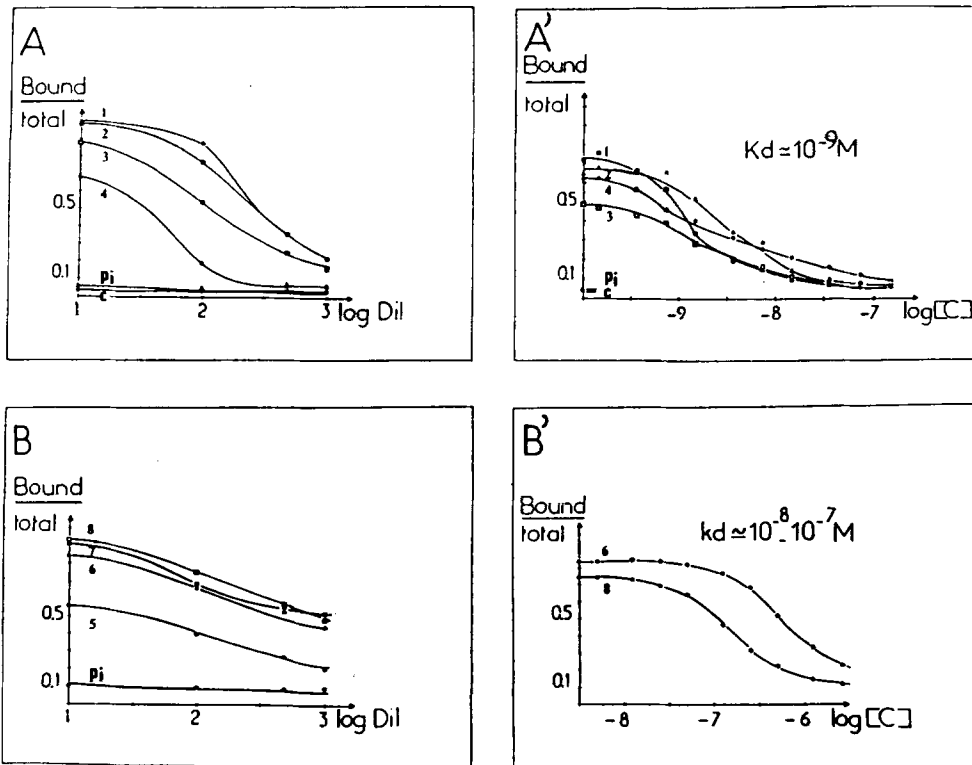 A
Bound
total
1
2
3
4
0.5
0.1
Pi
C
1 2 3 log Dil
A'
Bound
total
1
2
4
3
0.5
0.1
Pi
C
Kd ≃ 10⁻⁹M
-9 -8 -7 log[C]
B
Bound
total
8
7
6
5
0.5
0.1
Pi
1 2 3 log Dil
B'
Bound
total
6
8
0.5
0.1
kd ≃ 10⁻⁸-10⁻⁷M
-8 -7 -6 log [C]